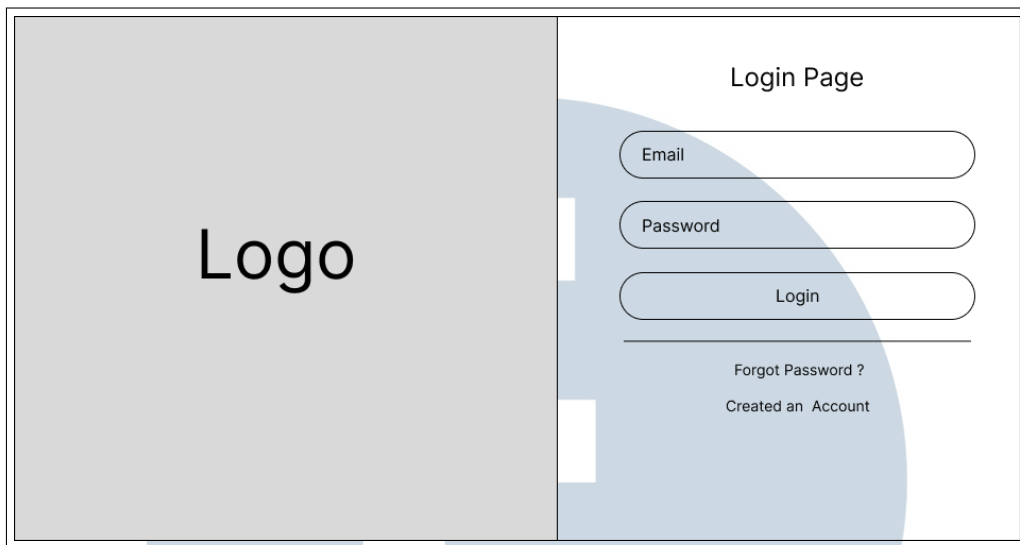 Logo
Login Page
Email
Password
Login
Forgot Password ?
Created an  Account